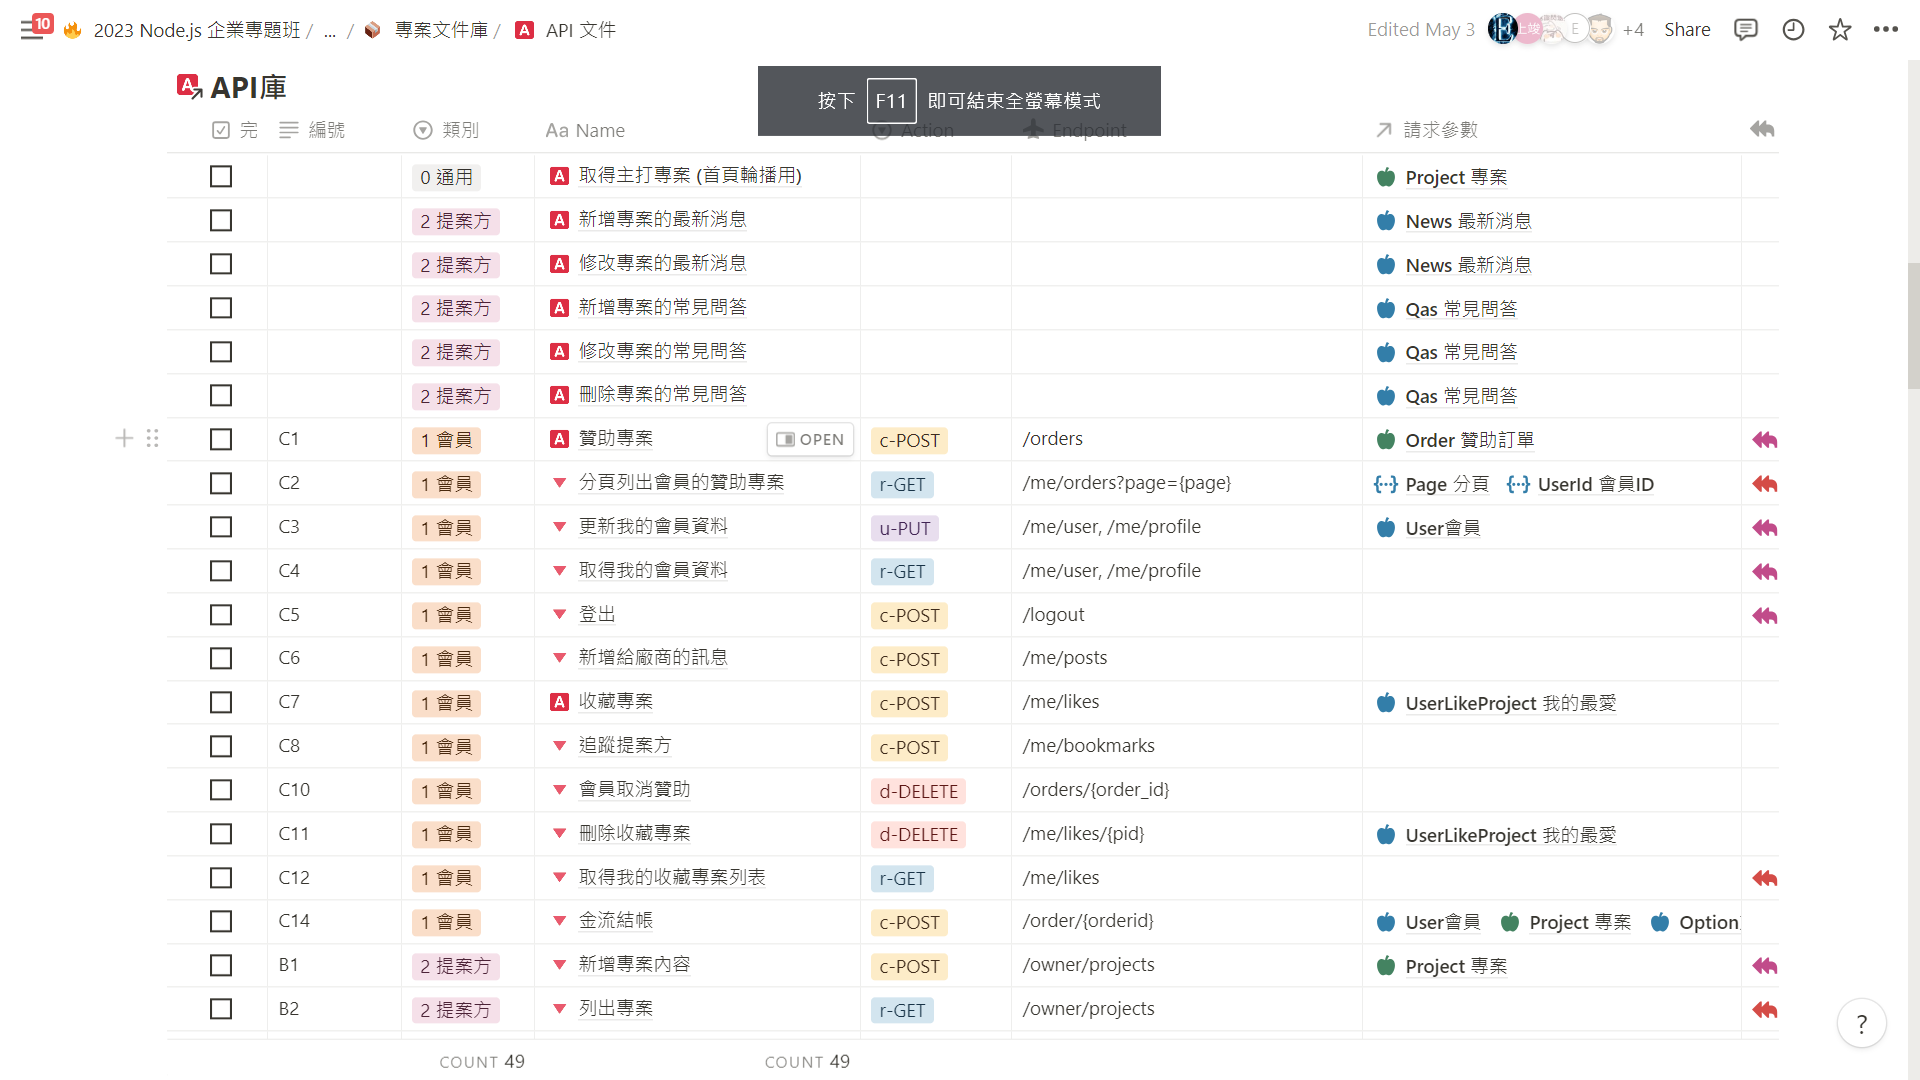 10 2023 Node.js 企業專題班 / ... / 專案文件庫 / A API 文件 Edited May 3 E +4 Share
A API庫
按下 F11 即可結束全螢幕模式
完 編號 類別 Aa Name Action Endpoint 請求參數
0 通用 A 取得主打專案 (首頁輪播用) Project 專案
2 提案方 A 新增專案的最新消息 News 最新消息
2 提案方 A 修改專案的最新消息 News 最新消息
2 提案方 A 新增專案的常見問答 Qas 常見問答
2 提案方 A 修改專案的常見問答 Qas 常見問答
2 提案方 A 刪除專案的常見問答 Qas 常見問答
C1 1 會員 A 贊助專案 OPEN c-POST /orders Order 贊助訂單
C2 1 會員 分頁列出會員的贊助專案 r-GET /me/orders?page={page} Page 分頁 UserId 會員ID
C3 1 會員 更新我的會員資料 u-PUT /me/user, /me/profile User會員
C4 1 會員 取得我的會員資料 r-GET /me/user, /me/profile
C5 1 會員 登出 c-POST /logout
C6 1 會員 新增給廠商的訊息 c-POST /me/posts
C7 1 會員 A 收藏專案 c-POST /me/likes UserLikeProject 我的最愛
C8 1 會員 追蹤提案方 c-POST /me/bookmarks
C10 1 會員 會員取消贊助 d-DELETE /orders/{order_id}
C11 1 會員 刪除收藏專案 d-DELETE /me/likes/{pid} UserLikeProject 我的最愛
C12 1 會員 取得我的收藏專案列表 r-GET /me/likes
C14 1 會員 金流結帳 c-POST /order/{orderid} User會員 Project 專案 Option
B1 2 提案方 新增專案內容 c-POST /owner/projects Project 專案
B2 2 提案方 列出專案 r-GET /owner/projects
COUNT 49 COUNT 49
?